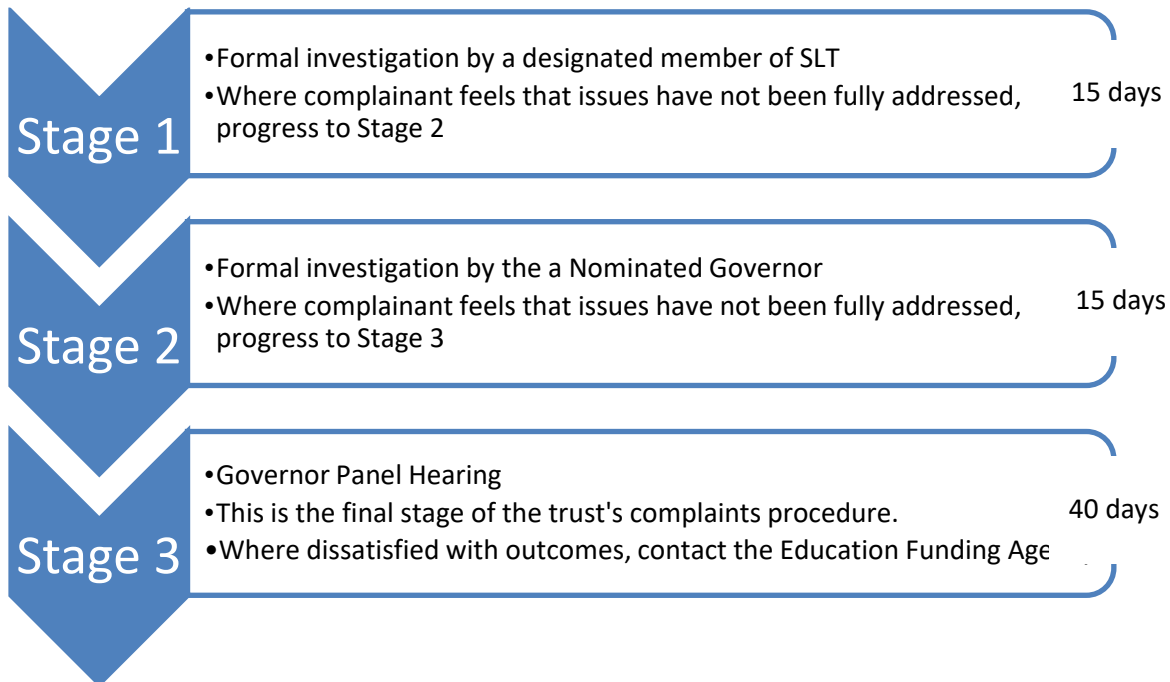 Stage 1
•Formal investigation by a designated member of SLT
•Where complainant feels that issues have not been fully addressed,
progress to Stage 2
15 days
Stage 2
•Formal investigation by the a Nominated Governor
•Where complainant feels that issues have not been fully addressed,
progress to Stage 3
15 days
Stage 3
•Governor Panel Hearing
•This is the final stage of the trust's complaints procedure.
•Where dissatisfied with outcomes, contact the Education Funding
40 days